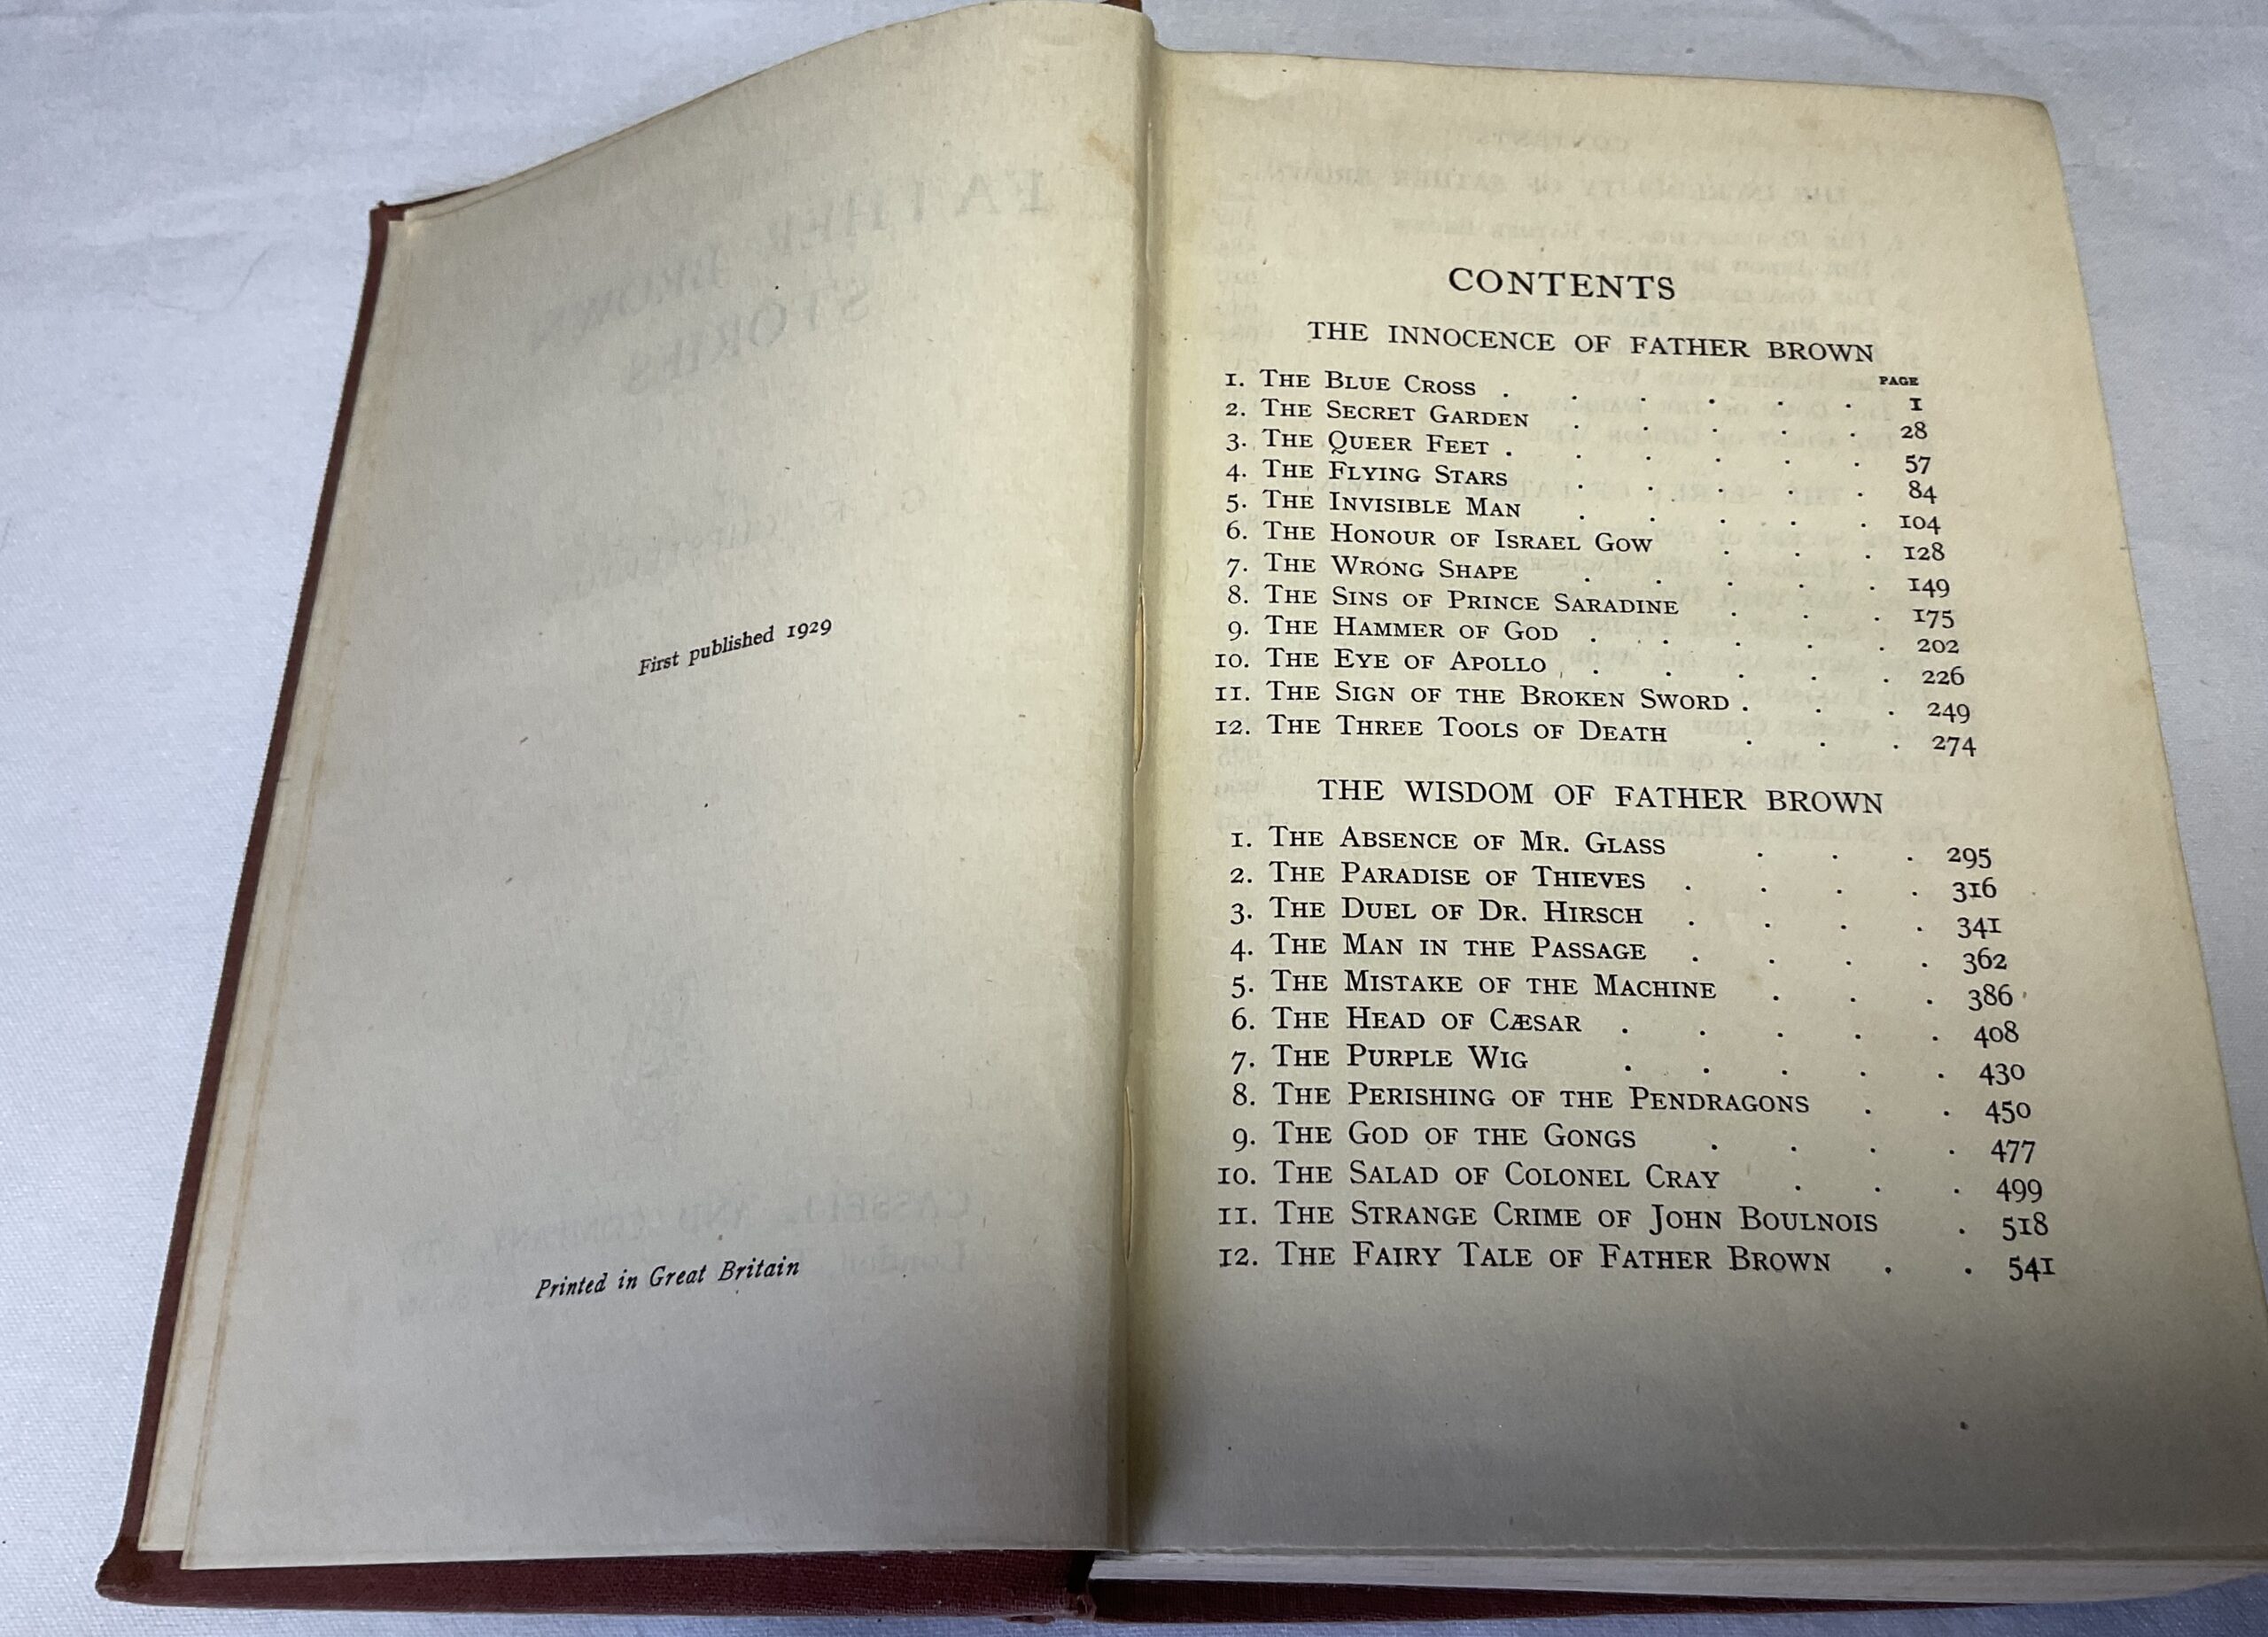 First published 1929
Printed in Great Britain
CONTENTS
THE INNOCENCE OF FATHER BROWN
PAGE
1. THE BLUE CROSS . . . . . . 1
2. THE SECRET GARDEN . . . . . 28
3. THE QUEER FEET . . . . . . 57
4. THE FLYING STARS . . . . . 84
5. THE INVISIBLE MAN . . . . . 104
6. THE HONOUR OF ISRAEL GOW . . . 128
7. THE WRONG SHAPE . . . . . 149
8. THE SINS OF PRINCE SARADINE . . . 175
9. THE HAMMER OF GOD . . . . . 202
10. THE EYE OF APOLLO . . . . . 226
11. THE SIGN OF THE BROKEN SWORD . . . 249
12. THE THREE TOOLS OF DEATH . . . 274
THE WISDOM OF FATHER BROWN
1. THE ABSENCE OF MR. GLASS . . . 295
2. THE PARADISE OF THIEVES . . . . 316
3. THE DUEL OF DR. HIRSCH . . . . 341
4. THE MAN IN THE PASSAGE . . . . 362
5. THE MISTAKE OF THE MACHINE . . . 386
6. THE HEAD OF CÆSAR . . . . . 408
7. THE PURPLE WIG . . . . . 430
8. THE PERISHING OF THE PENDRAGONS . . 450
9. THE GOD OF THE GONGS . . . . 477
10. THE SALAD OF COLONEL CRAY . . . 499
11. THE STRANGE CRIME OF JOHN BOULNOIS . 518
12. THE FAIRY TALE OF FATHER BROWN . . 541